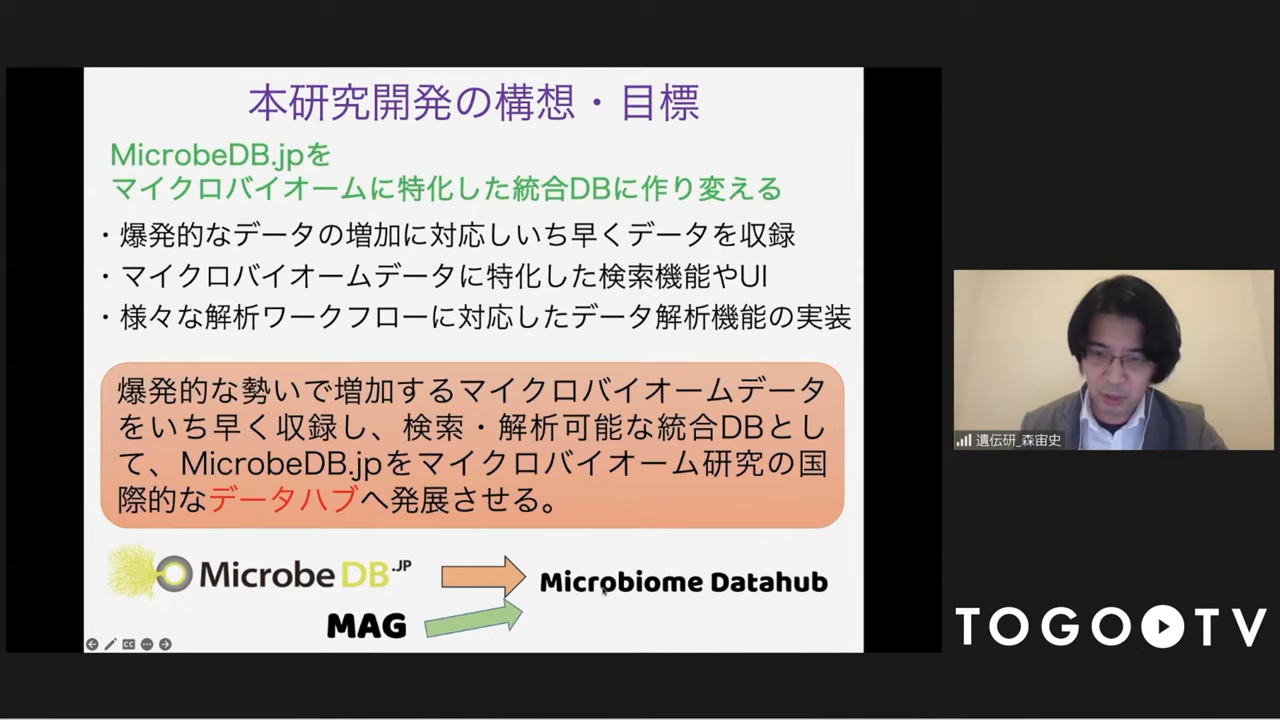 本研究開発の構想・目標
MicrobeDB.jpを
マイクロバイオームに特化した統合DBに作り変える
・爆発的なデータの増加に対応しいち早くデータを収録
・マイクロバイオームデータに特化した検索機能やUI
・様々な解析ワークフローに対応したデータ解析機能の実装
爆発的な勢いで増加するマイクロバイオームデータ
をいち早く収録し、検索・解析可能な統合DBとし
て、MicrobeDB.jpをマイクロバイオーム研究の国
際的なデータハブへ発展させる。
Microbe DB.JP
Microbiome Datahub
MAG
遺伝研_森宙史
TOGO TV